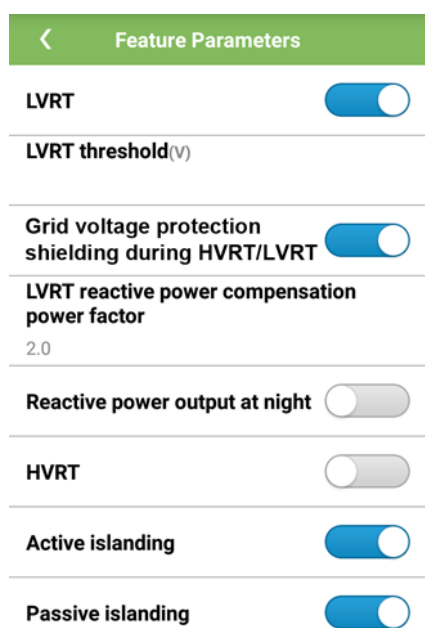 Feature Parameters
LVRT
LVRT threshold(V)
Grid voltage protection
shielding during HVRT/LVRT
LVRT reactive power compensation
power factor
2.0
Reactive power output at night
HVRT
Active islanding
Passive islanding